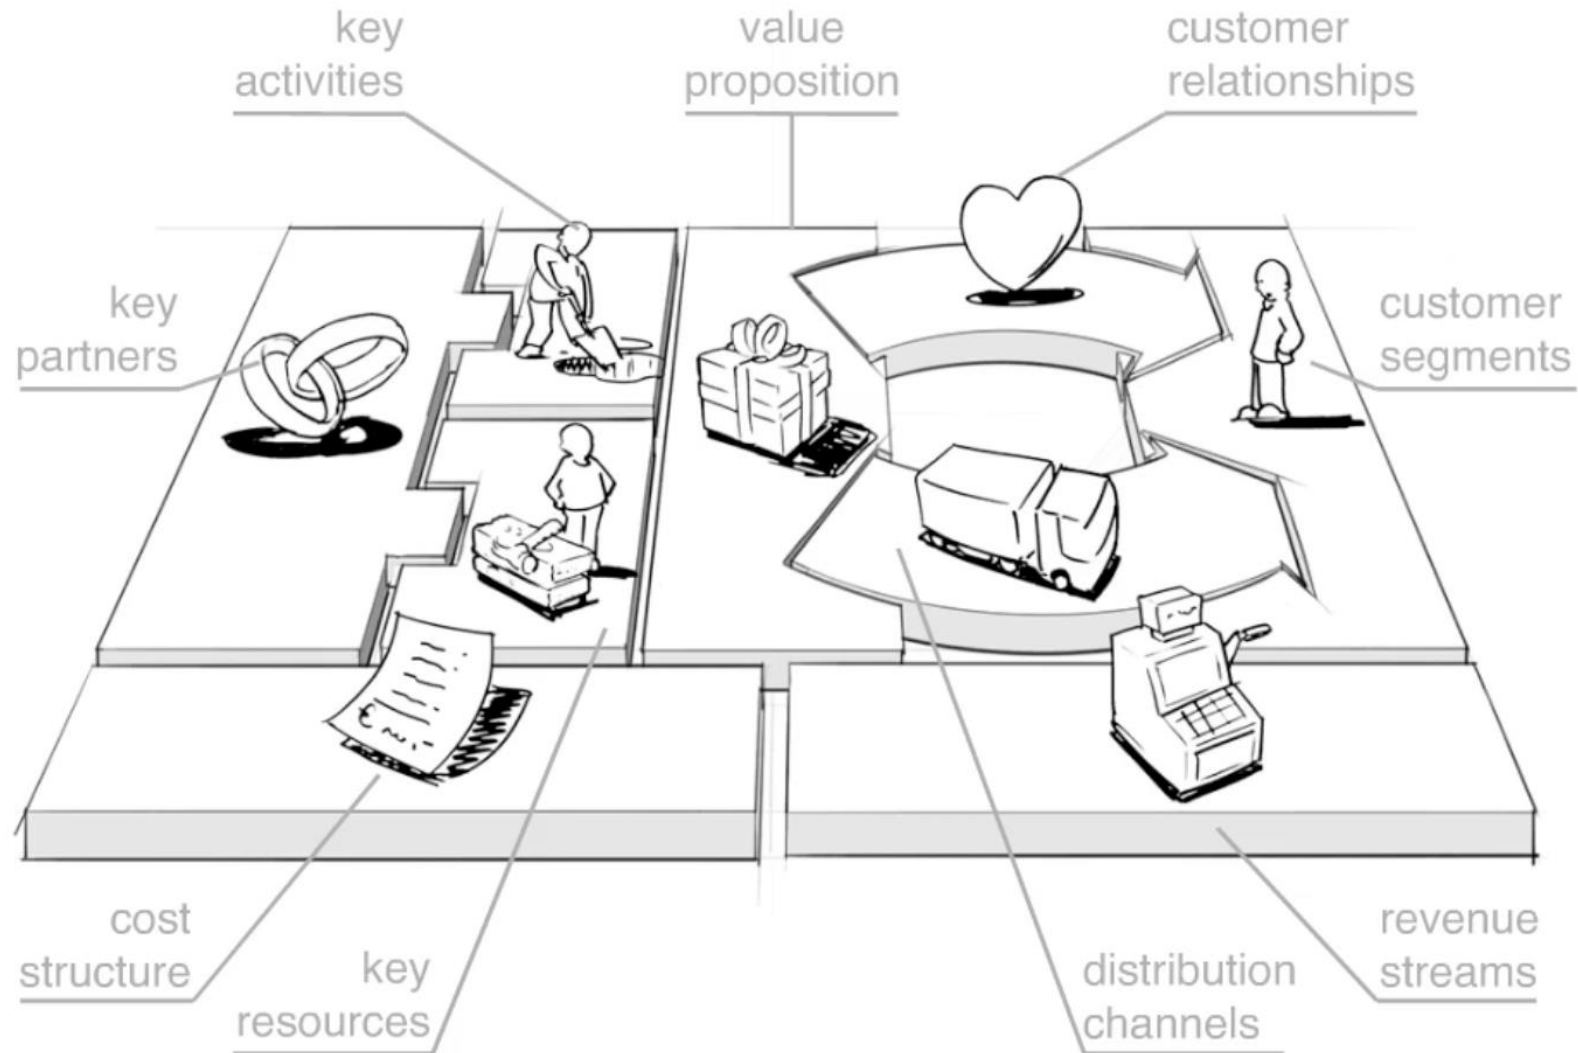 key
activities
value
proposition
customer
relationships
key
partners
customer
segments
cost
structure
key
resources
distribution
channels
revenue
streams